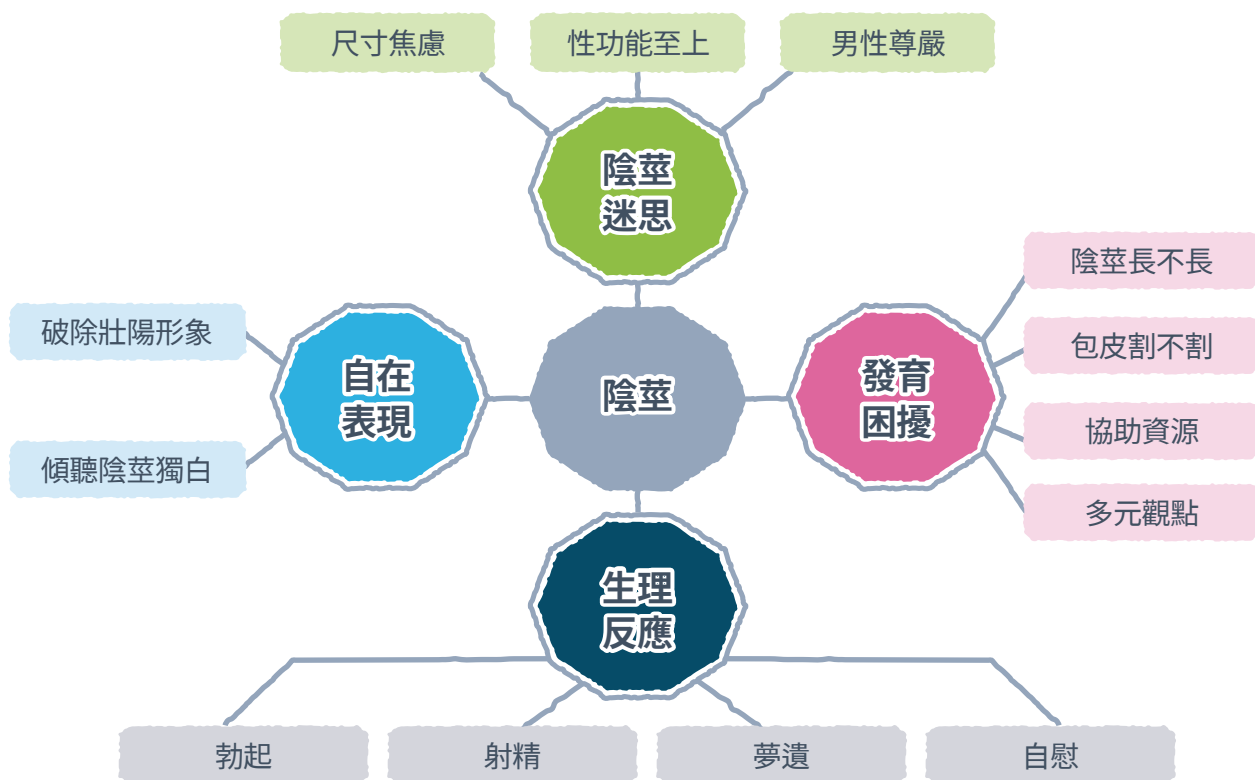 尺寸焦慮
性功能至上
男性尊嚴
陰莖
迷思
破除壯陽形象
傾聽陰莖獨白
自在
表現
陰莖
發育
困擾
陰莖長不長
包皮割不割
協助資源
多元觀點
生理
反應
勃起
射精
夢遺
自慰